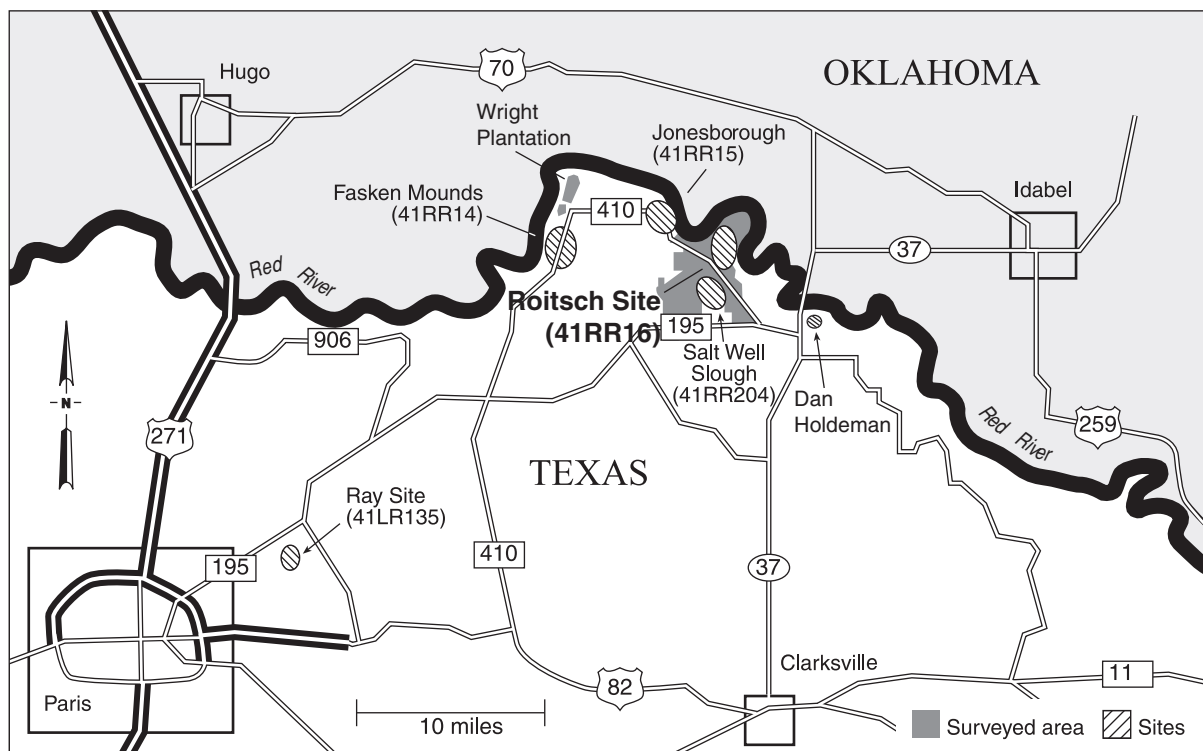 Hugo
70
OKLAHOMA
Wright
Plantation
Jonesborough
(41RR15)
Fasken Mounds
(41RR14)
410
Idabel
37
Red River
Roitsch Site
(41RR16)
195
906
Salt Well
Slough
(41RR204)
Dan
Holdeman
N
271
259
Red River
TEXAS
Ray Site
(41LR135)
195
410
37
Clarksville
11
82
Paris
10 miles
Surveyed area
Sites